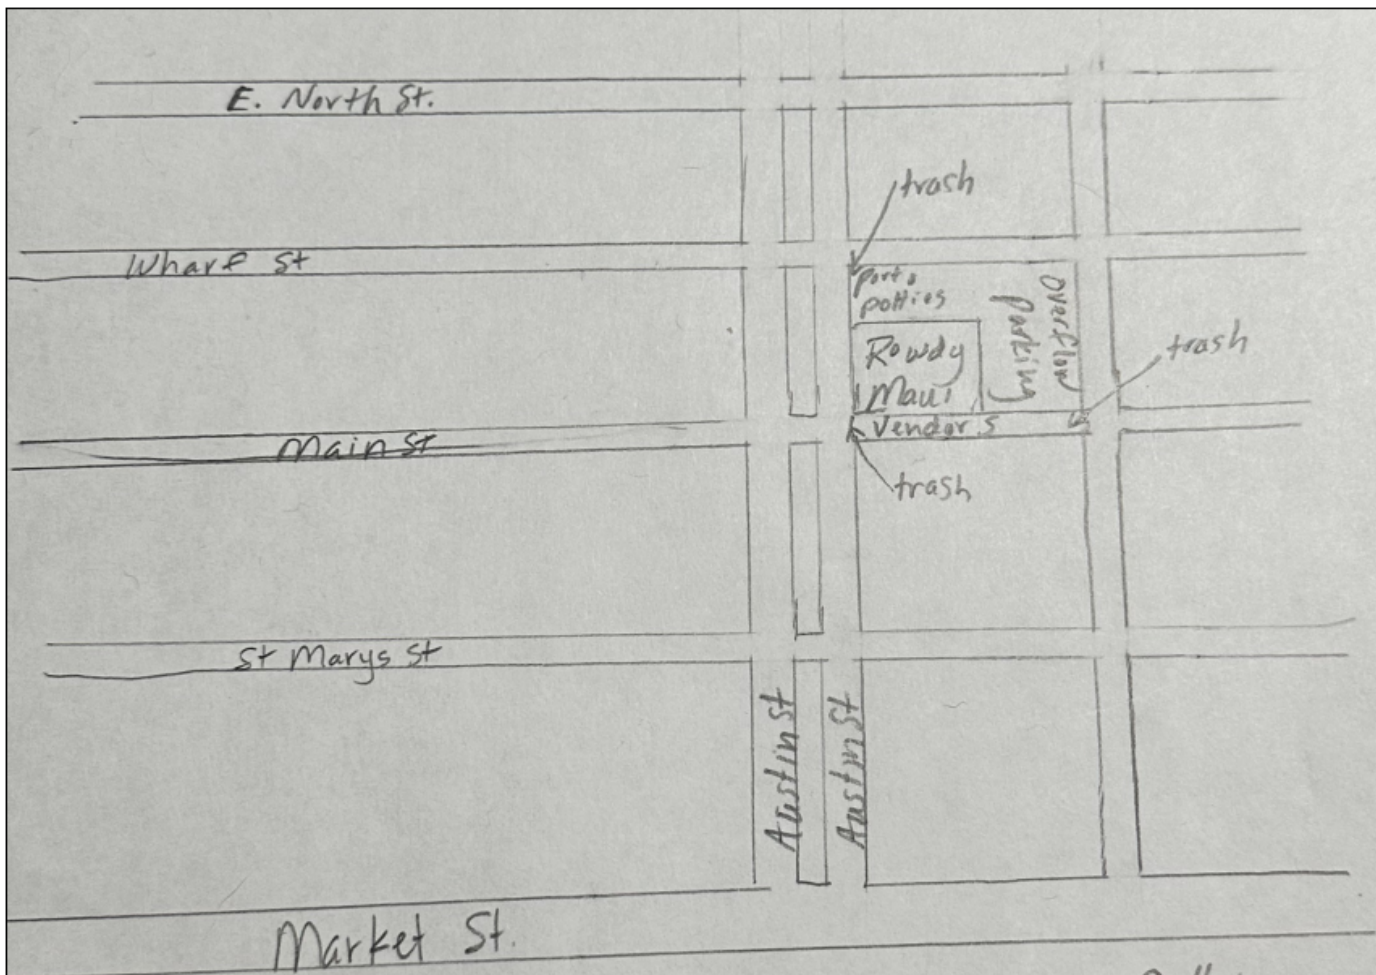 E. North St.
trash
Wharf St
porta
potties
overflow
parking
Rowdy
Maui
trash
Vendors
Main St
trash
St Marys St
Austin St
Austin St
Market St.